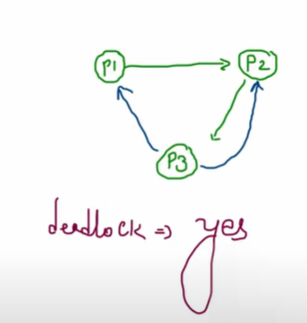 P1
P2
P3
deadlock => yes